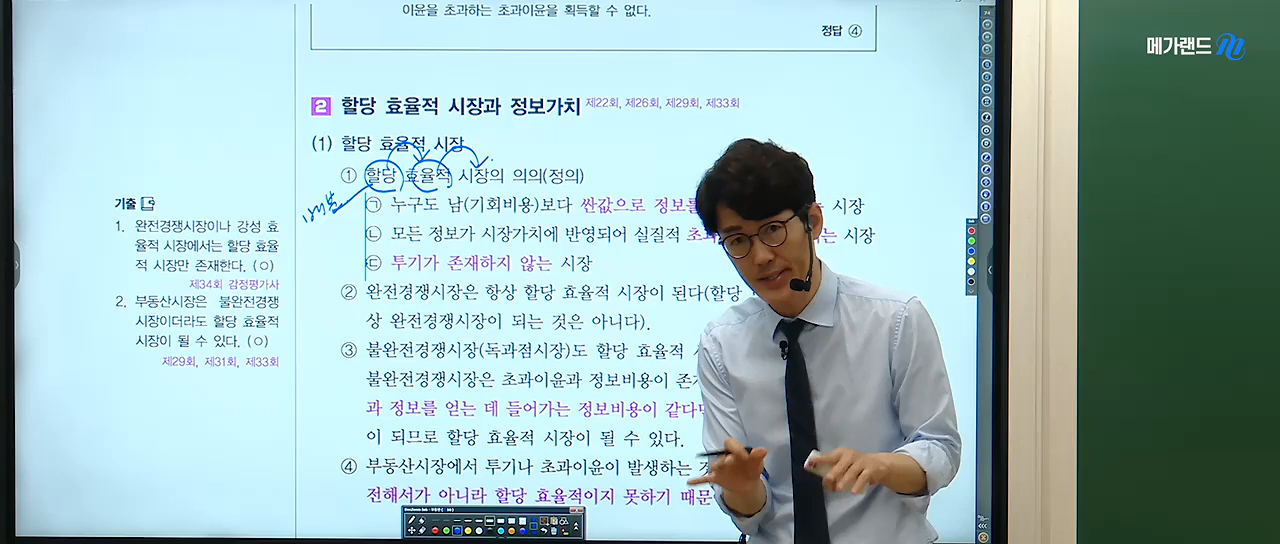 이윤을 초과하는 초과이윤을 획득할 수 없다.
정답 ④
메가랜드
2 할당 효율적 시장과 정보가치 제22회, 제26회, 제29회, 제33회
(1) 할당 효율적 시장
① 할당 효율적 시장의 의의(정의)
㉠ 누구도 남(기회비용)보다 싼값으로 정보를 시장
㉡ 모든 정보가 시장가치에 반영되어 실질적 초과 는 시장
㉢ 투기가 존재하지 않는 시장
② 완전경쟁시장은 항상 할당 효율적 시장이 된다(할당
상 완전경쟁시장이 되는 것은 아니다).
③ 불완전경쟁시장(독과점시장)도 할당 효율적
불완전경쟁시장은 초과이윤과 정보비용이
과 정보를 얻는 데 들어가는 정보비용이 같다면
이 되므로 할당 효율적 시장이 될 수 있다.
④ 부동산시장에서 투기나 초과이윤이 발생하는
전해서가 아니라 할당 효율적이지 못하기 때문
기출
1. 완전경쟁시장이나 강성 효
율적 시장에서는 할당 효율
적 시장만 존재한다. (○)
제34회 감정평가사
2. 부동산시장은 불완전경쟁
시장이더라도 할당 효율적
시장이 될 수 있다. (○)
제29회, 제31회, 제33회